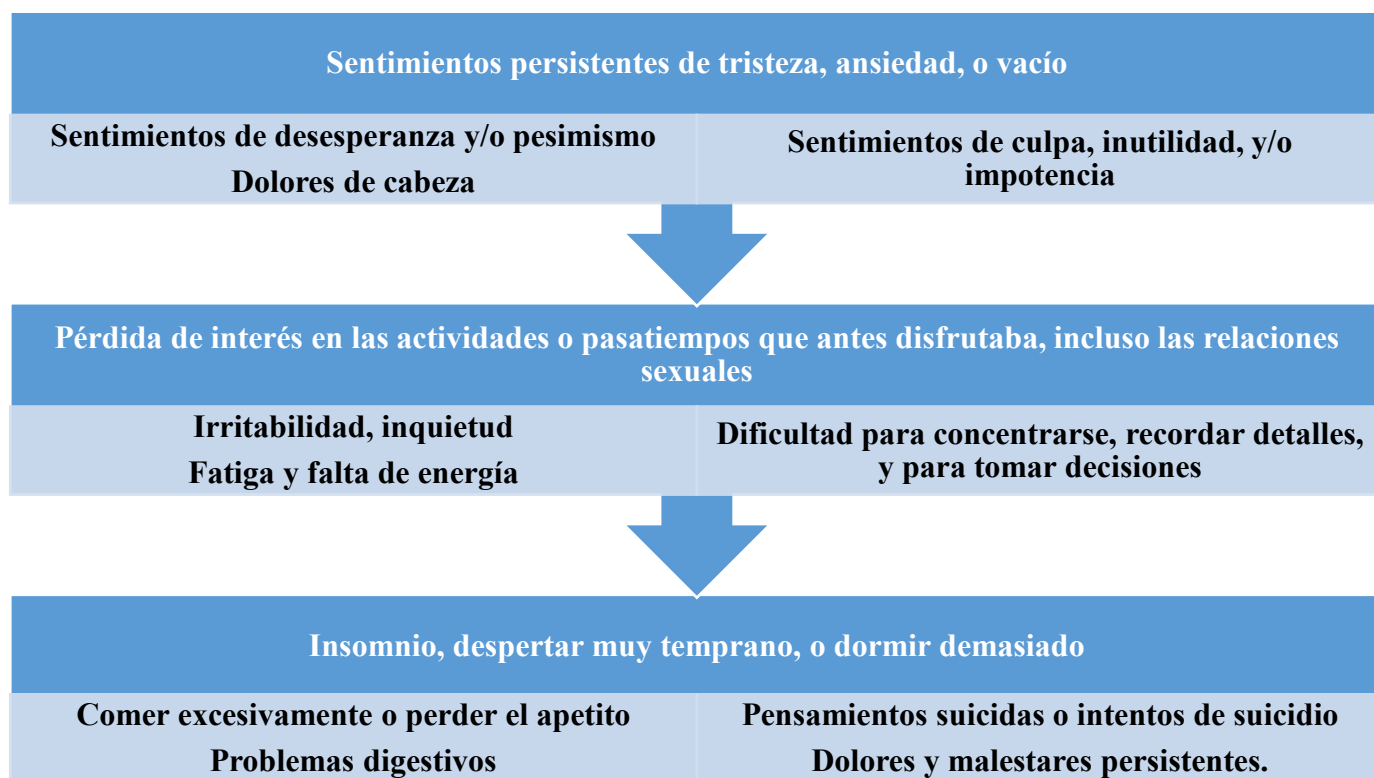 Sentimientos persistentes de tristeza, ansiedad, o vacío
Sentimientos de desesperanza y/o pesimismo
Dolores de cabeza
Sentimientos de culpa, inutilidad, y/o
impotencia
Pérdida de interés en las actividades o pasatiempos que antes disfrutaba, incluso las relaciones
sexuales
Irritabilidad, inquietud
Fatiga y falta de energía
Dificultad para concentrarse, recordar detalles,
y para tomar decisiones
Insomnio, despertar muy temprano, o dormir demasiado
Comer excesivamente o perder el apetito
Problemas digestivos
Pensamientos suicidas o intentos de suicidio
Dolores y malestares persistentes.